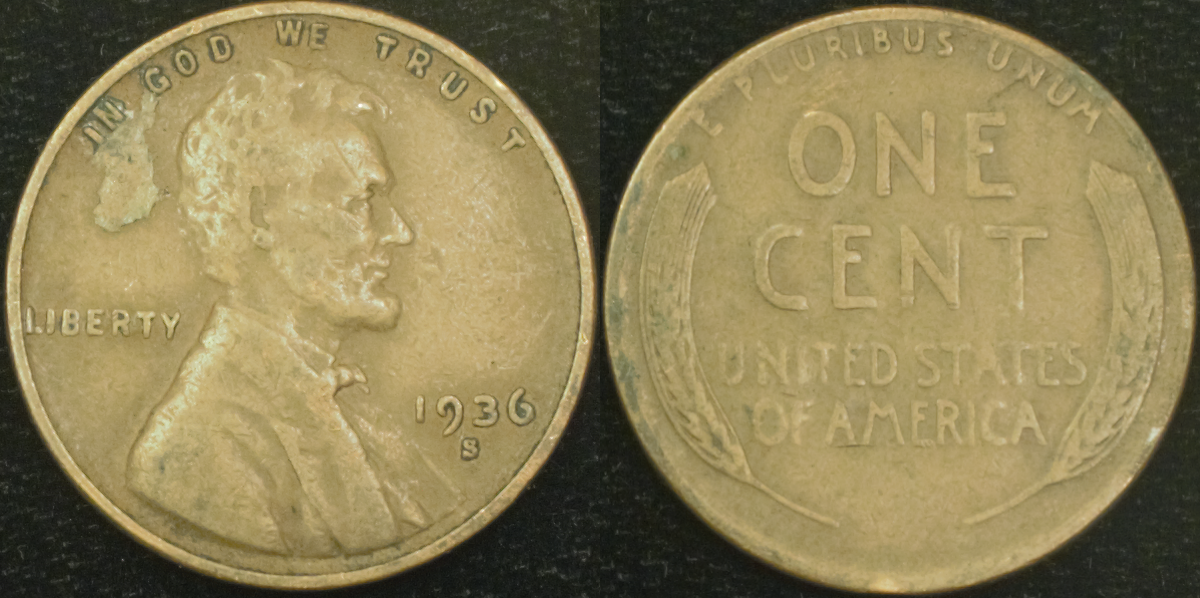 IN GOD WE TRUST
LIBERTY
1936
S
E PLURIBUS UNUM
ONE
CENT
UNITED STATES
OF AMERICA